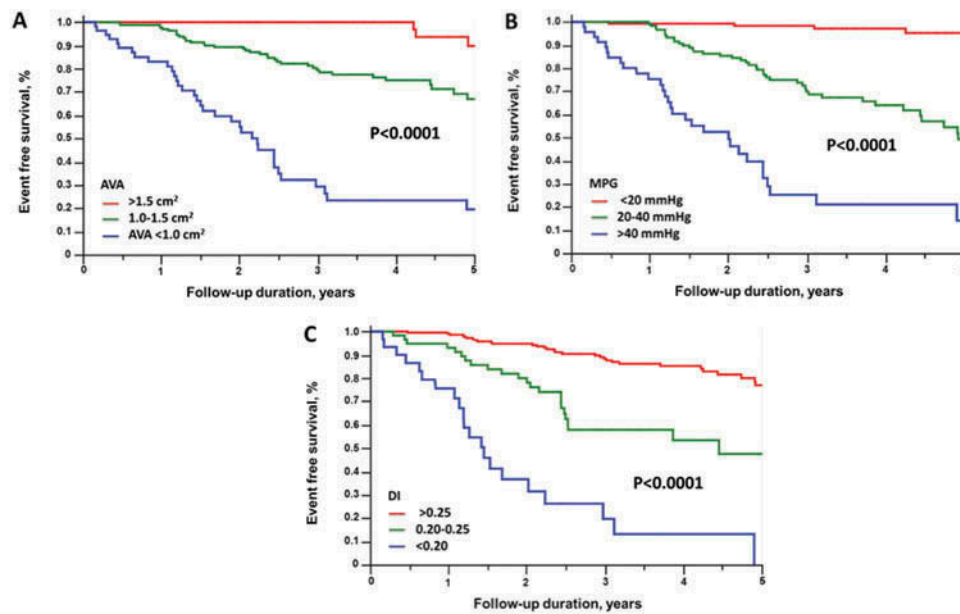 A
Event free survival, %
1.0
0.9
0.8
0.7
0.6
0.5
0.4
0.3
0.2
0.1
0
P<0.0001
AVA
>1.5 cm²
1.0-1.5 cm²
AVA <1.0 cm²
0 1 2 3 4 5
Follow-up duration, years
B
Event free survival, %
1.0
0.9
0.8
0.7
0.6
0.5
0.4
0.3
0.2
0.1
0
P<0.0001
MPG
<20 mmHg
20-40 mmHg
>40 mmHg
0 1 2 3 4 5
Follow-up duration, years
C
Event free survival, %
1.0
0.9
0.8
0.7
0.6
0.5
0.4
0.3
0.2
0.1
0
P<0.0001
DI
>0.25
0.20-0.25
<0.20
0 1 2 3 4 5
Follow-up duration, years